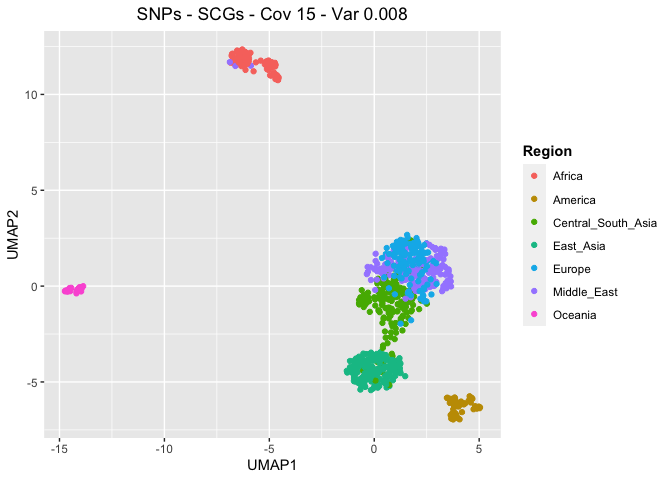 SNPs - SCGs - Cov 15 - Var 0.008
UMAP2
10
5
0
-5
-15
-10
-5
0
5
UMAP1
Region
Africa
America
Central_South_Asia
East_Asia
Europe
Middle_East
Oceania